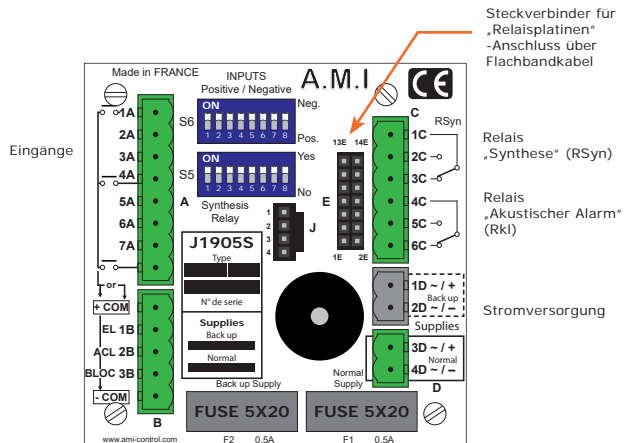 Steckverbinder für
„Relaisplatinen“
-Anschluss über
Flachbandkabel
Made in FRANCE
INPUTS
Positive / Negative
A.M.I
CE
ON
1 2 3 4 5 6 7 8
S6
Neg.
Pos.
ON
1 2 3 4 5 6 7 8
S5
Yes
No
Synthesis
Relay
Eingänge
1A
2A
3A
4A
5A
6A
7A
A
or
+ COM
EL 1B
ACL 2B
BLOC 3B
- COM
B
J1905S
Type
N° de serie
Supplies
Back up
Normal
1
2
3
4
J
13E 14E
E
1E 2E
C
RSyn
1C
2C
3C
4C
5C
6C
Relais
„Synthese“ (RSyn)
Relais
„Akustischer Alarm“
(Rkl)
1D ~ / +
Back up
2D ~ / –
Supplies
3D ~ / +
Normal
4D ~ / –
D
Stromversorgung
Back up Supply
Normal
Supply
FUSE 5X20
FUSE 5X20
F2 0.5A
F1 0.5A
www.ami-control.com